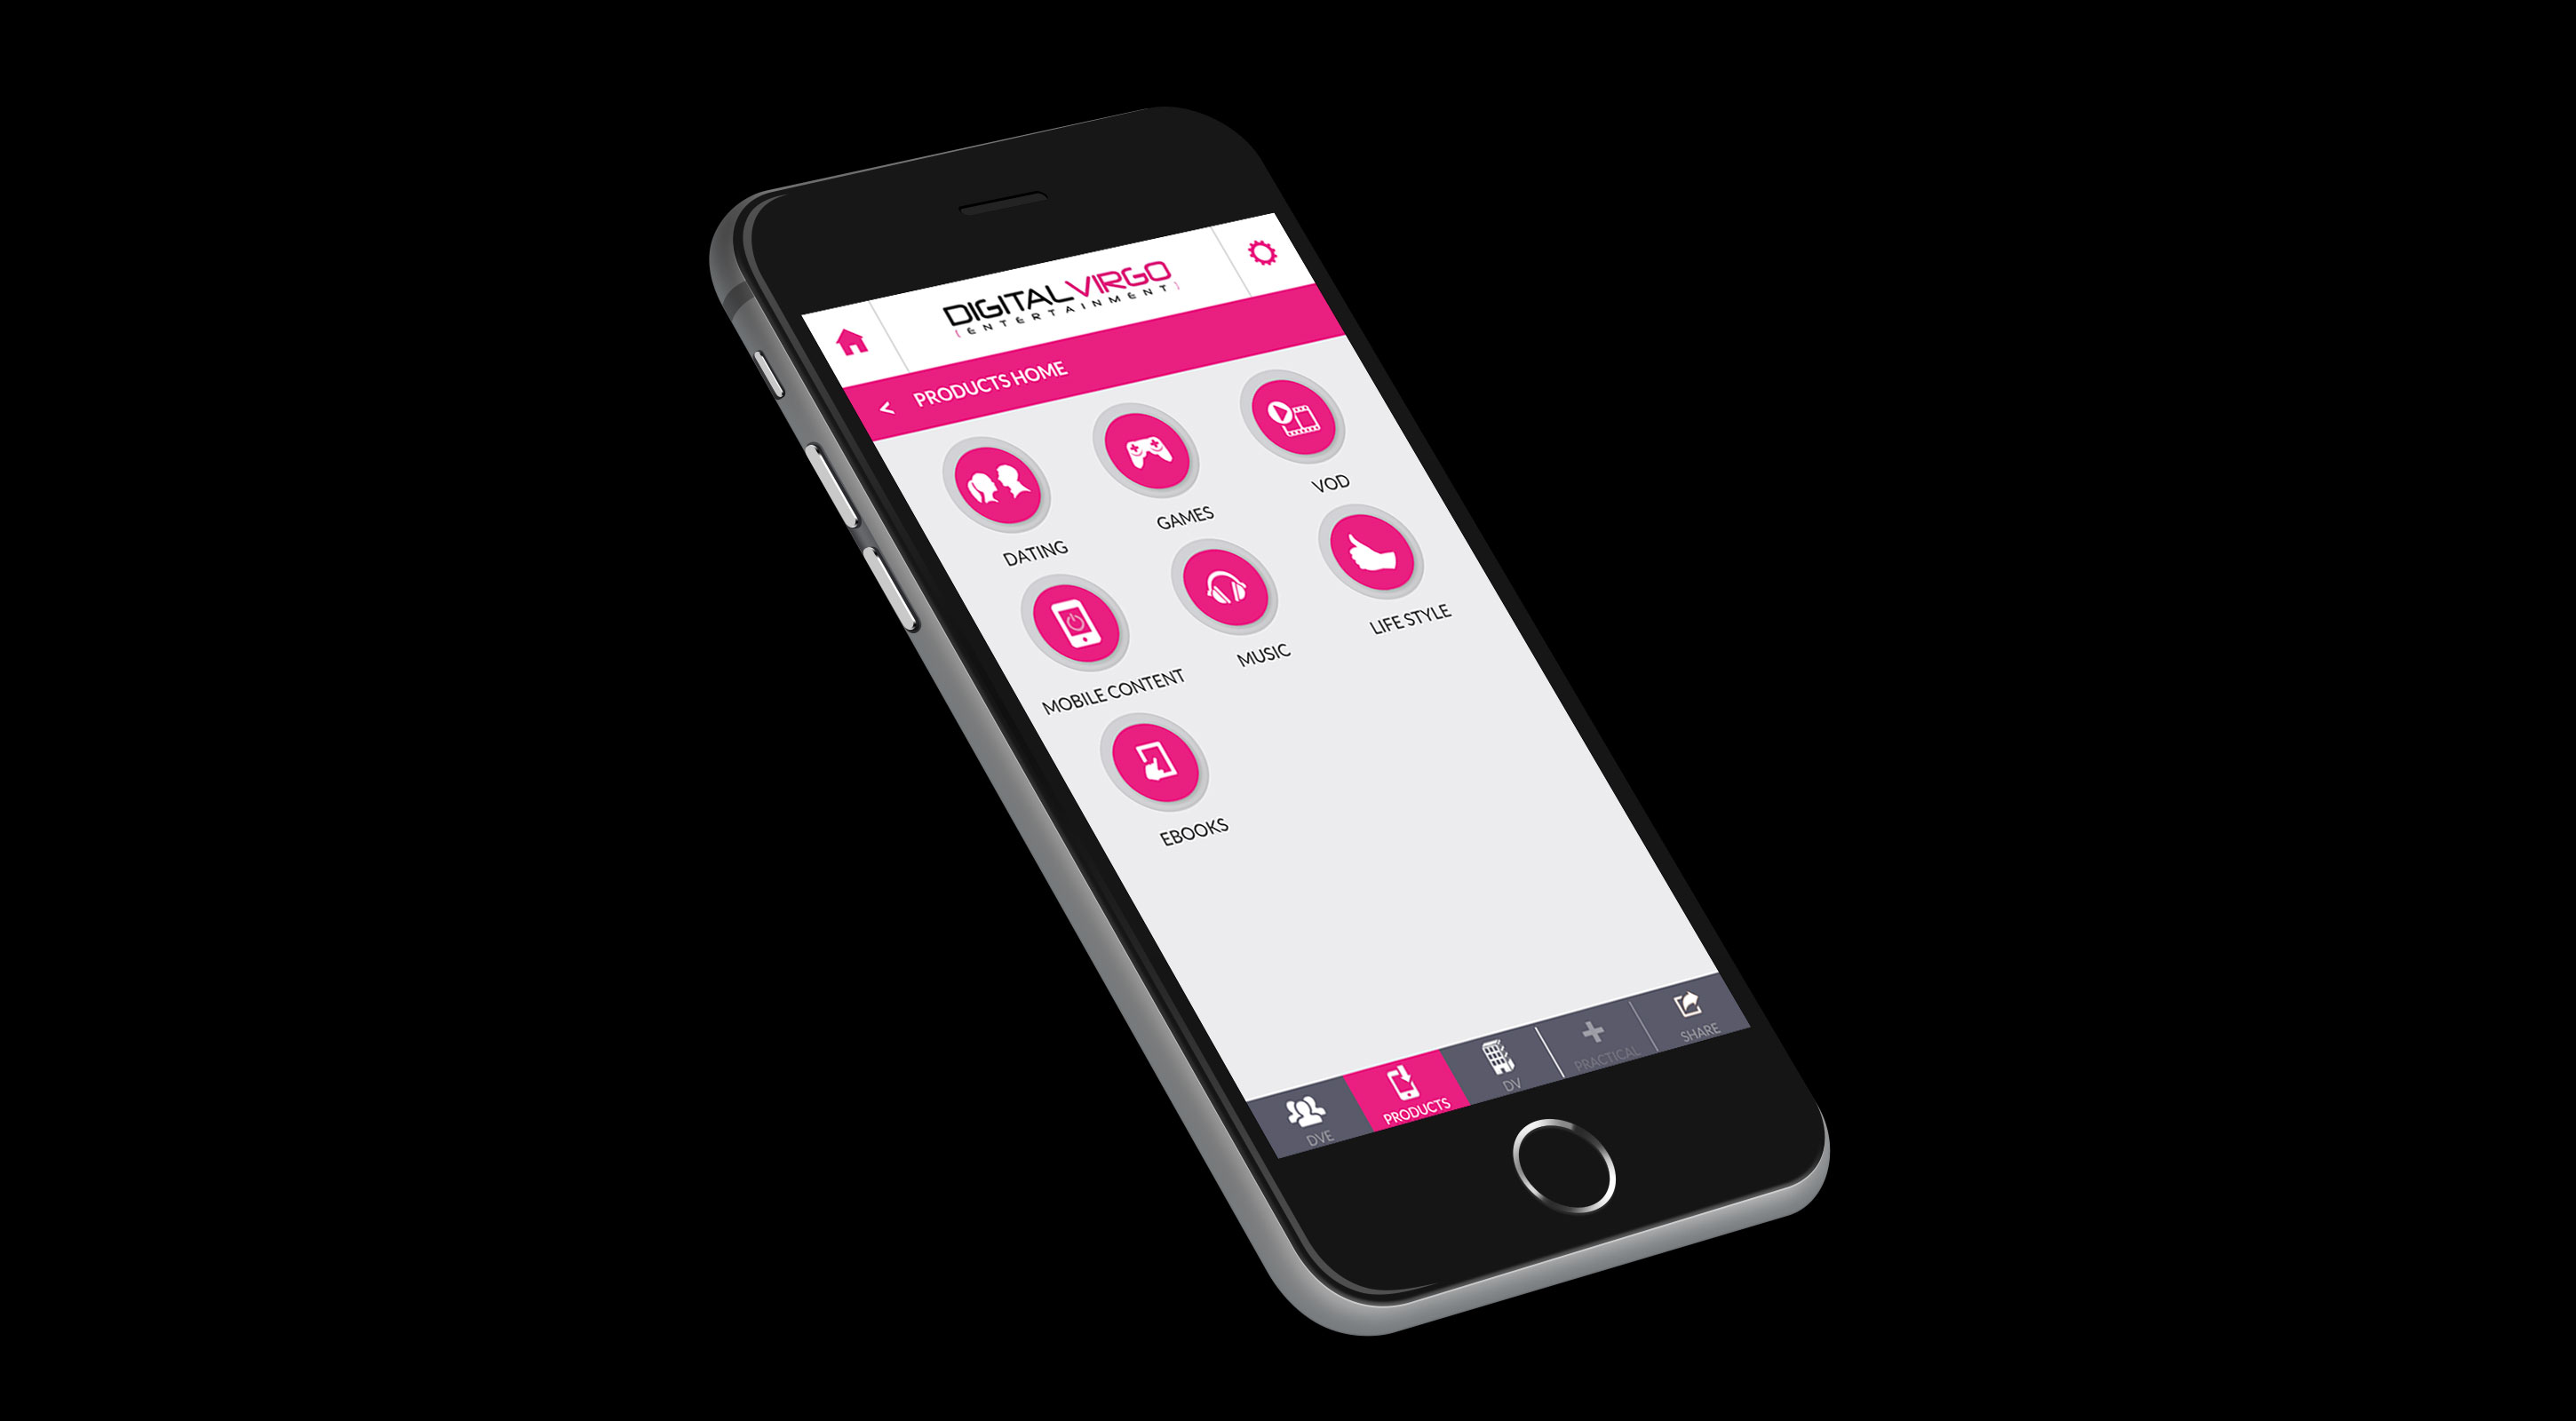 DIGITALVIRGO
{ENTERTAINMENT}
< PRODUCTS HOME
DATING
GAMES
VOD
MOBILE CONTENT
MUSIC
LIFE STYLE
EBOOKS
DVE
PRODUCTS
DV
PRACTICAL
SHARE